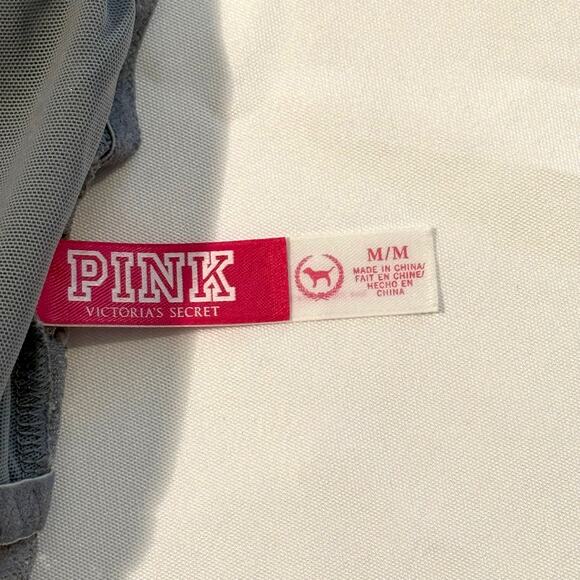 PINK
VICTORIA'S SECRET
M/M
MADE IN CHINA/
FAIT EN CHINE/
HECHO EN
CHINA